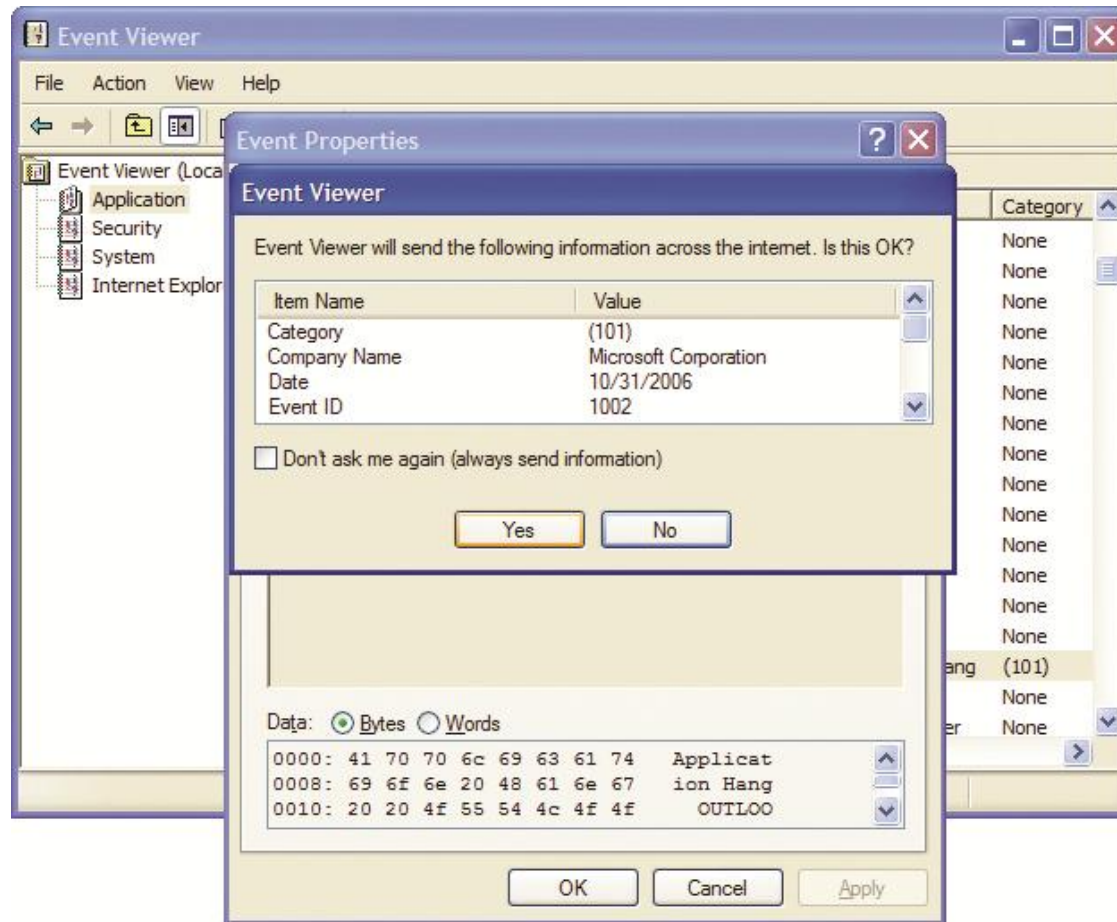 Event Viewer
File Action View Help
Event Properties
Event Viewer (Loca
Application
Security
System
Internet Explor
Event Viewer
Event Viewer will send the following information across the internet. Is this OK?
Item Name Value
Category (101)
Company Name Microsoft Corporation
Date 10/31/2006
Event ID 1002
Don't ask me again (always send information)
Yes No
Category
None
None
None
None
None
None
None
None
None
None
None
None
None
None
ang (101)
None
er None
Data: Bytes Words
0000: 41 70 70 6c 69 63 61 74 Applicat
0008: 69 6f 6e 20 48 61 6e 67 ion Hang
0010: 20 20 4f 55 54 4c 4f 4f OUTLOO
OK Cancel Apply